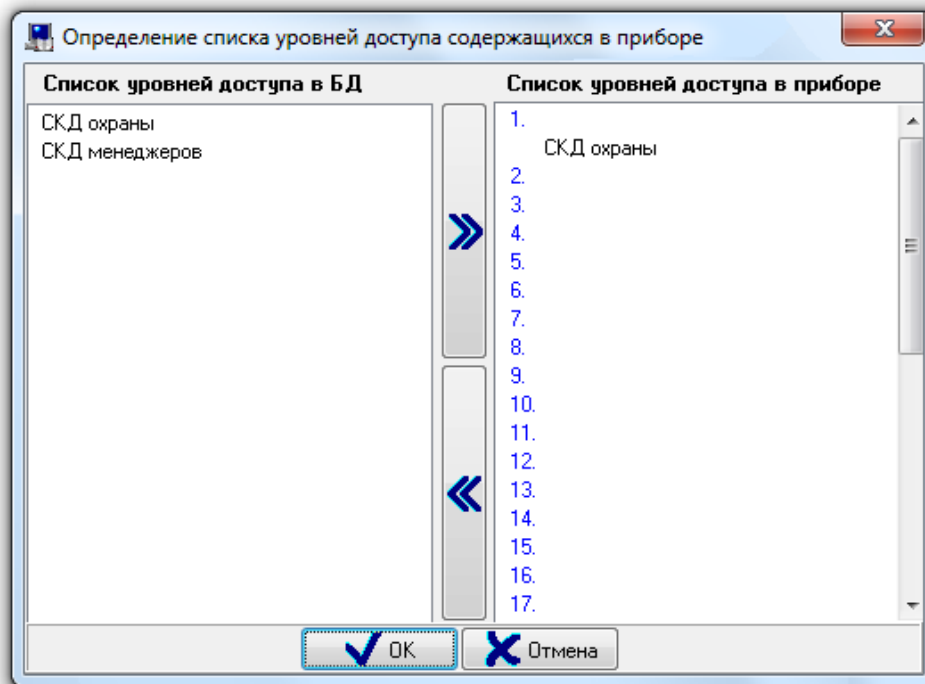 Определение списка уровней доступа содержащихся в приборе
Список уровней доступа в БД
СКД охраны
СКД менеджеров
Список уровней доступа в приборе
1.
СКД охраны
2.
3.
4.
5.
6.
7.
8.
9.
10.
11.
12.
13.
14.
15.
16.
17.
OK
Отмена